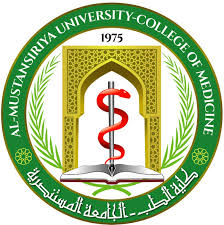 AL-MUSTANSIRIYA UNIVERSITY-COLLEGE OF MEDICINE
1975
كلية الطب - الجامعة المستنصرية